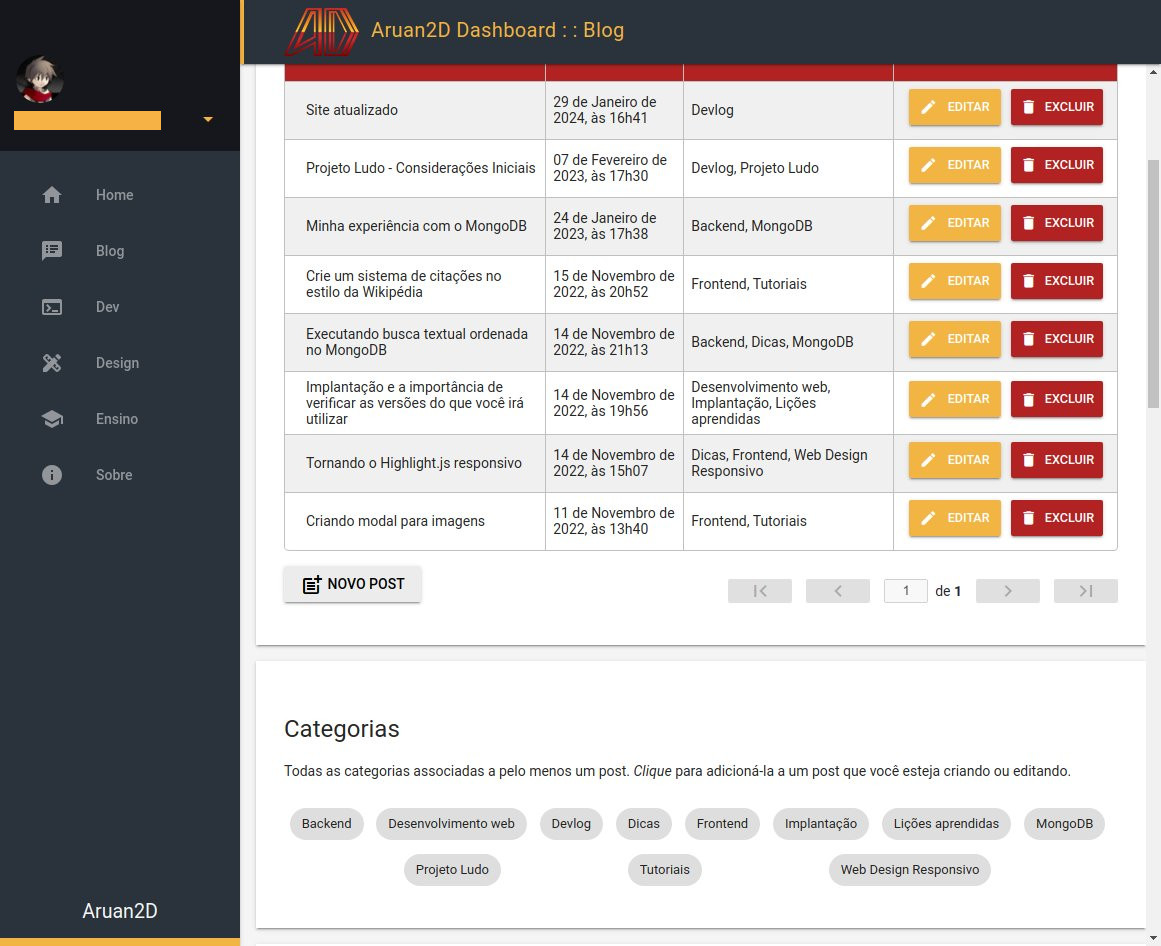 AD
Aruan2D Dashboard : : Blog
Home
Blog
Dev
Design
Ensino
Sobre
Aruan2D
Site atualizado
29 de Janeiro de
2024, às 16h41
Devlog
EDITAR
EXCLUIR
Projeto Ludo - Considerações Iniciais
07 de Fevereiro de
2023, às 17h30
Devlog, Projeto Ludo
EDITAR
EXCLUIR
Minha experiência com o MongoDB
24 de Janeiro de
2023, às 17h38
Backend, MongoDB
EDITAR
EXCLUIR
Crie um sistema de citações no
estilo da Wikipédia
15 de Novembro de
2022, às 20h52
Frontend, Tutoriais
EDITAR
EXCLUIR
Executando busca textual ordenada
no MongoDB
14 de Novembro de
2022, às 21h13
Backend, Dicas, MongoDB
EDITAR
EXCLUIR
Implantação e a importância de
verificar as versões do que você irá
utilizar
14 de Novembro de
2022, às 19h56
Desenvolvimento web,
Implantação, Lições
aprendidas
EDITAR
EXCLUIR
Tornando o Highlight.js responsivo
14 de Novembro de
2022, às 15h07
Dicas, Frontend, Web Design
Responsivo
EDITAR
EXCLUIR
Criando modal para imagens
11 de Novembro de
2022, às 13h40
Frontend, Tutoriais
EDITAR
EXCLUIR
NOVO POST
1 de 1
Categorias
Todas as categorias associadas a pelo menos um post. Clique para adicioná-la a um post que você esteja criando ou editando.
Backend
Desenvolvimento web
Devlog
Dicas
Frontend
Implantação
Lições aprendidas
MongoDB
Projeto Ludo
Tutoriais
Web Design Responsivo